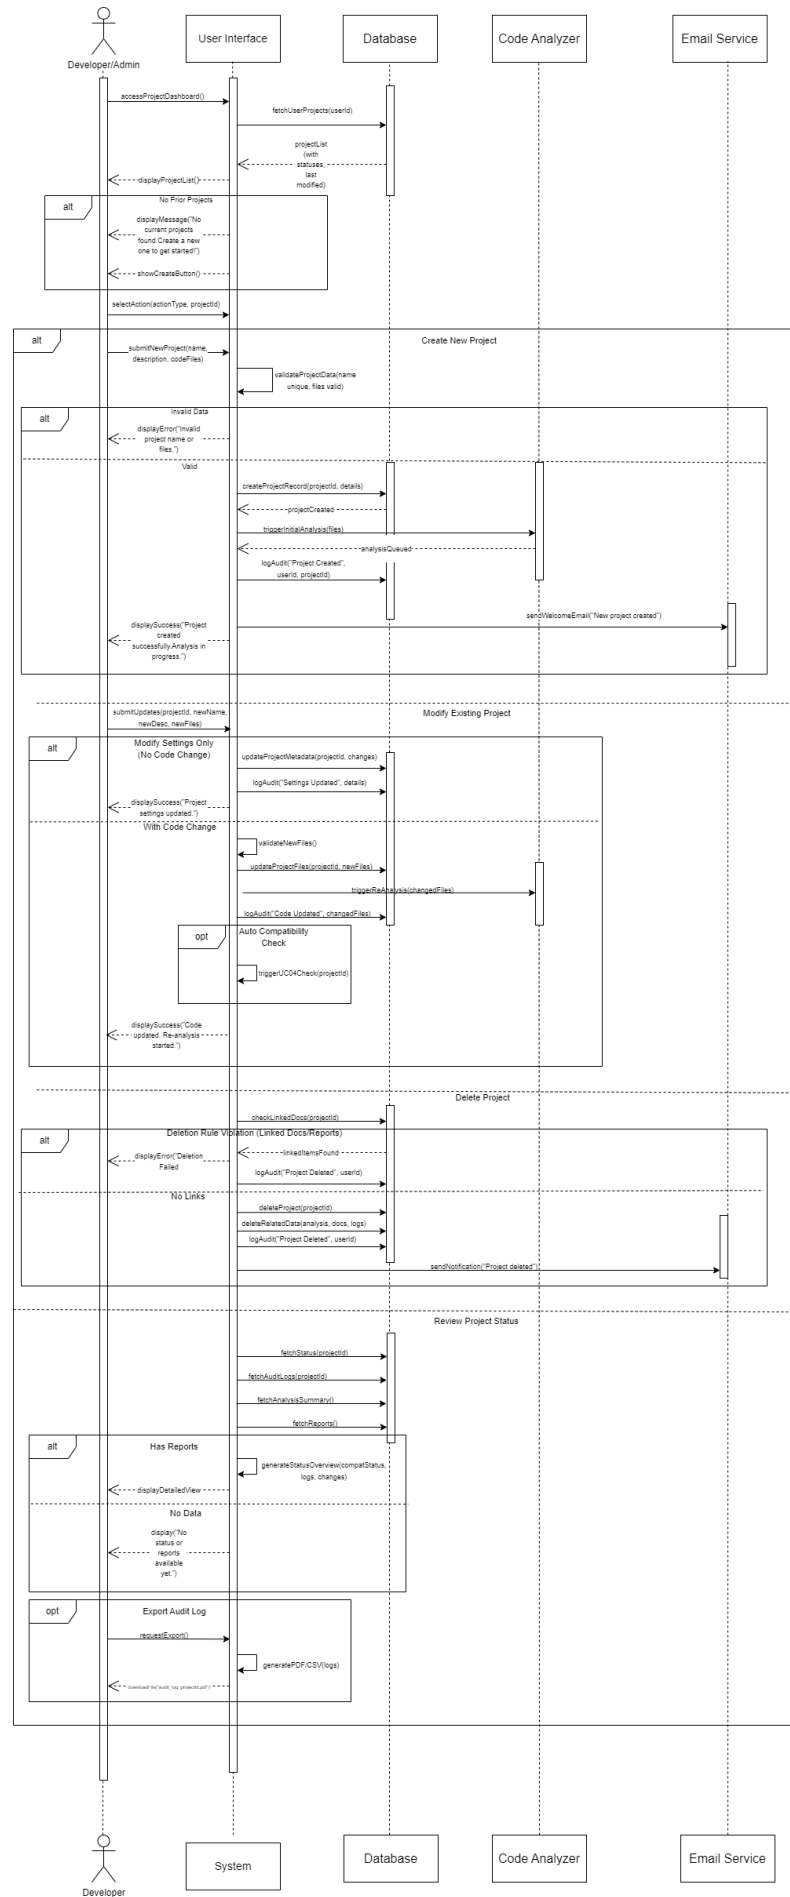 Developer/Admin
User Interface
Database
Code Analyzer
Email Service
accessProjectDashboard()
fetchUserProjects(userId)
projectList
(with
statuses,
last
modified)
displayProjectList()
alt
No Prior Projects
displayMessage("No
current projects
found.Create a new
one to get started!")
showCreateButton()
selectAction(actionType, projectId)
alt
Create New Project
submitNewProject(name,
description, codeFiles)
validateProjectData(name
unique, files valid)
alt
Invalid Data
displayError("Invalid
project name or
files.")
Valid
createProjectRecord(projectId, details)
projectCreated
triggerInitialAnalysis(files)
analysisQueued
logAudit("Project Created",
userId, projectId)
sendWelcomeEmail("New project created")
displaySuccess("Project
created
successfully.Analysis in
progress.")
Modify Existing Project
submitUpdates(projectId, newName,
newDesc, newFiles)
alt
Modify Settings Only
(No Code Change)
updateProjectMetadata(projectId, changes)
logAudit("Settings Updated", details)
displaySuccess("Project
settings updated.")
With Code Change
validateNewFiles()
updateProjectFiles(projectId, newFiles)
triggerReAnalysis(changedFiles)
logAudit("Code Updated", changedFiles)
opt
Auto Compatibility
Check
triggerUC04Check(projectId)
displaySuccess("Code
updated. Re-analysis
started.")
Delete Project
checkLinkedDocs(projectId)
alt
Deletion Rule Violation (Linked Docs/Reports)
linkedItemsFound
displayError("Deletion
Failed
logAudit("Project Deleted", userId)
No Links
deleteProject(projectId)
deleteRelatedData(analysis, docs, logs)
logAudit("Project Deleted", userId)
sendNotification("Project deleted")
Review Project Status
fetchStatus(projectId)
fetchAuditLogs(projectId)
fetchAnalysisSummary()
fetchReports()
alt
Has Reports
generateStatusOverview(compatStatus,
logs, changes)
displayDetailedView
No Data
display("No
status or
reports
available
yet.")
opt
Export Audit Log
requestExport()
generatePDF/CSV(logs)
downloadFile("audit_log_projectId.pdf")
Developer
System
Database
Code Analyzer
Email Service